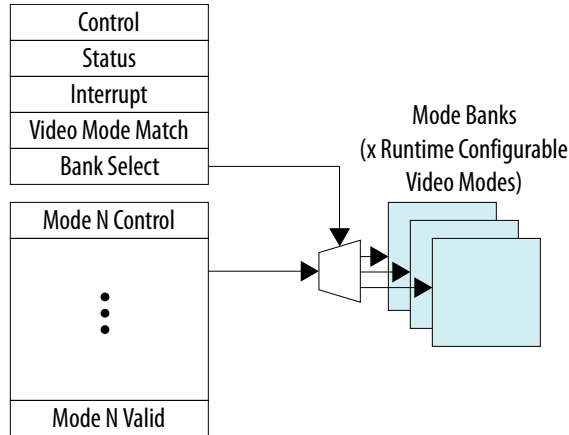 Control
Status
Interrupt
Video Mode Match
Bank Select
Mode N Control
Mode N Valid
Mode Banks
(x Runtime Configurable
Video Modes)